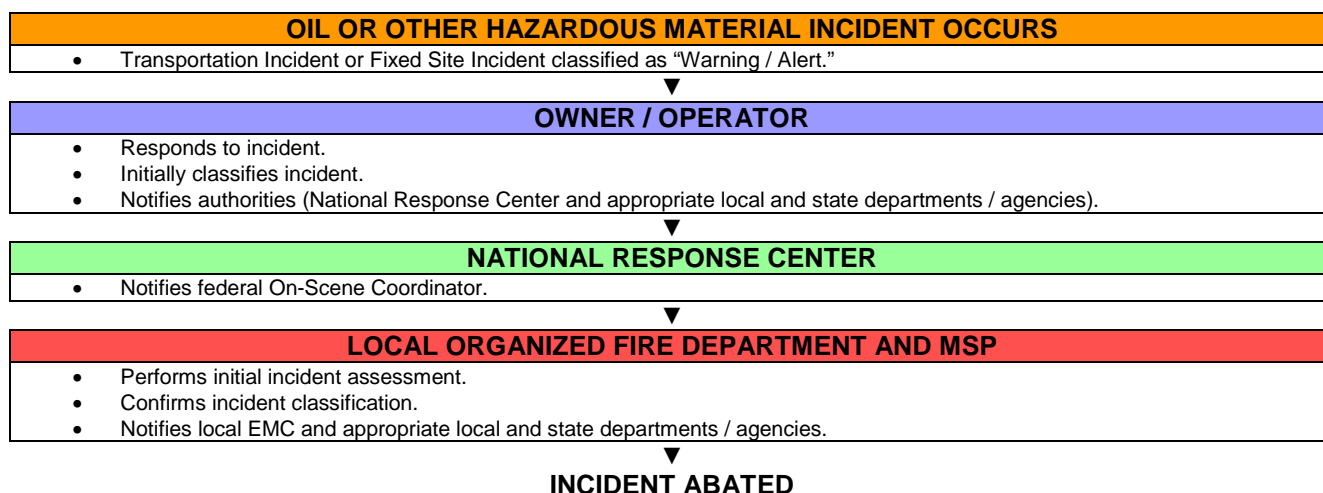 OIL OR OTHER HAZARDOUS MATERIAL INCIDENT OCCURS
• Transportation Incident or Fixed Site Incident classified as “Warning / Alert.”
▼
OWNER / OPERATOR
• Responds to incident.
• Initially classifies incident.
• Notifies authorities (National Response Center and appropriate local and state departments / agencies).
▼
NATIONAL RESPONSE CENTER
• Notifies federal On-Scene Coordinator.
▼
LOCAL ORGANIZED FIRE DEPARTMENT AND MSP
• Performs initial incident assessment.
• Confirms incident classification.
• Notifies local EMC and appropriate local and state departments / agencies.
▼
INCIDENT ABATED